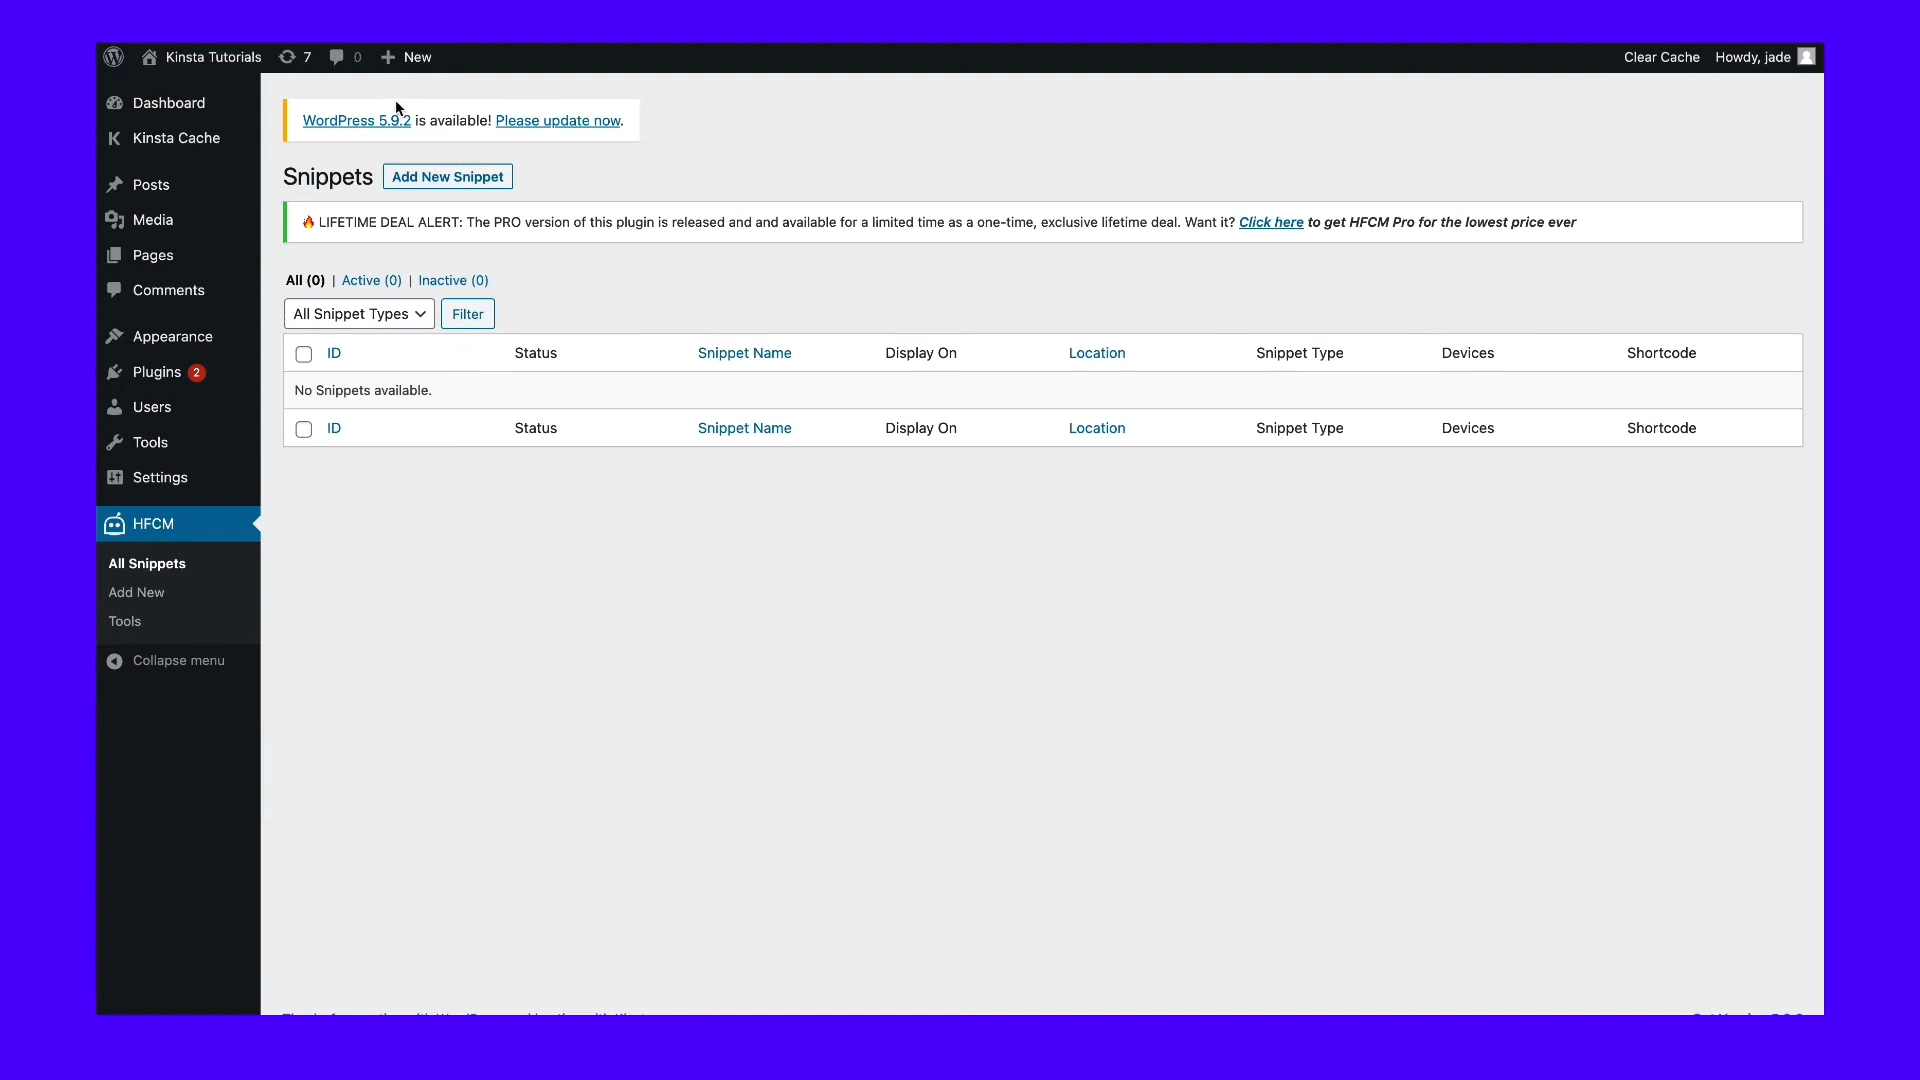 Kinsta Tutorials 7 0 New Clear Cache Howdy, jade
Dashboard
Kinsta Cache
Posts
Media
Pages
Comments
Appearance
Plugins 2
Users
Tools
Settings
HFCM
All Snippets
Add New
Tools
Collapse menu
WordPress 5.9.2 is available! Please update now.
Snippets Add New Snippet
LIFETIME DEAL ALERT: The PRO version of this plugin is released and and available for a limited time as a one-time, exclusive lifetime deal. Want it? Click here to get HFCM Pro for the lowest price ever
All (0) | Active (0) | Inactive (0)
All Snippet Types Filter
ID Status Snippet Name Display On Location Snippet Type Devices Shortcode
No Snippets available.
ID Status Snippet Name Display On Location Snippet Type Devices Shortcode